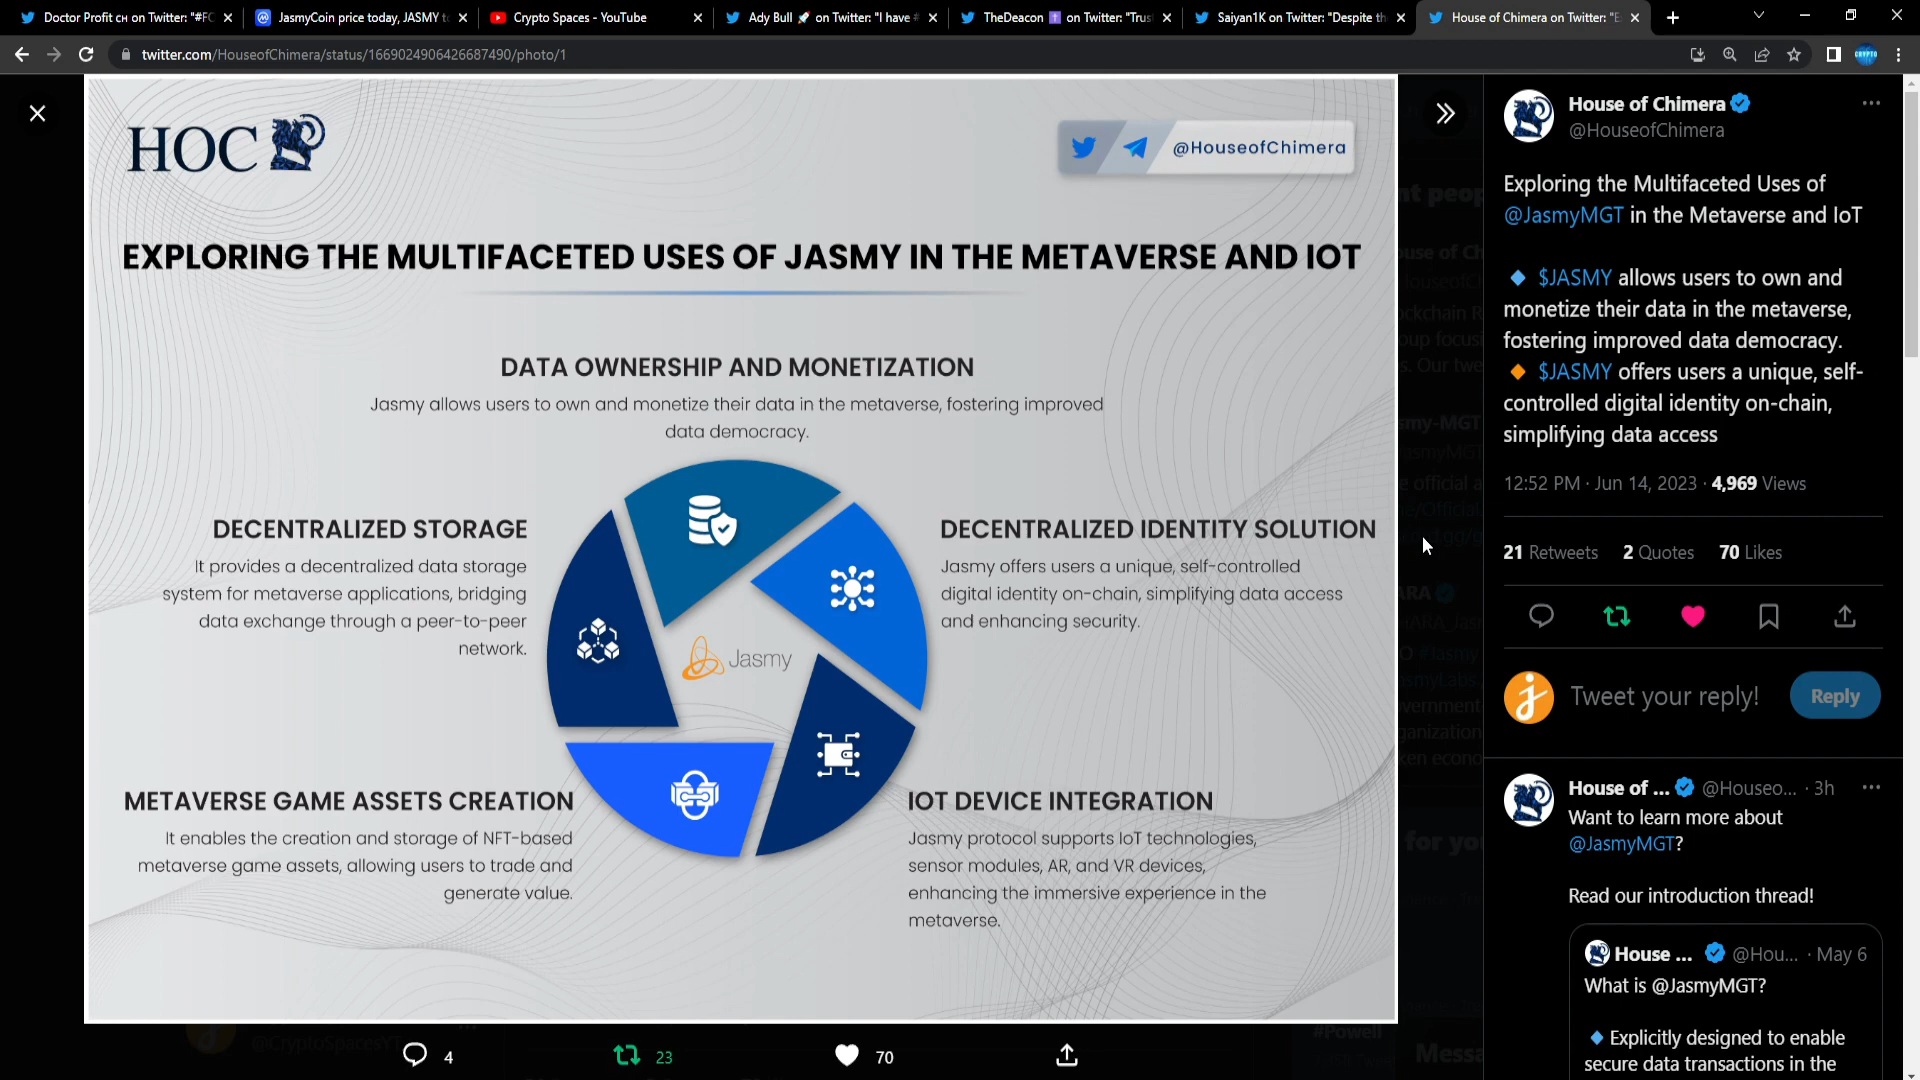 Doctor Profit CH on Twitter: "#FC
JasmyCoin price today, JASMY t
Crypto Spaces - YouTube
Ady Bull 🚀 on Twitter: "I have #
TheDeacon ✝️ on Twitter: "Trus
Saiyan1K on Twitter: "Despite th
House of Chimera on Twitter: "E
twitter.com/HouseofChimera/status/1669024906426687490/photo/1
HOC
@HouseofChimera
EXPLORING THE MULTIFACETED USES OF JASMY IN THE METAVERSE AND IOT
DATA OWNERSHIP AND MONETIZATION
Jasmy allows users to own and monetize their data in the metaverse, fostering improved
data democracy.
DECENTRALIZED STORAGE
It provides a decentralized data storage
system for metaverse applications, bridging
data exchange through a peer-to-peer
network.
DECENTRALIZED IDENTITY SOLUTION
Jasmy offers users a unique, self-controlled
digital identity on-chain, simplifying data access
and enhancing security.
Jasmy
METAVERSE GAME ASSETS CREATION
It enables the creation and storage of NFT-based
metaverse game assets, allowing users to trade and
generate value.
IOT DEVICE INTEGRATION
Jasmy protocol supports IoT technologies,
sensor modules, AR, and VR devices,
enhancing the immersive experience in the
metaverse.
4
23
70
House of Chimera
@HouseofChimera
Exploring the Multifaceted Uses of
@JasmyMGT in the Metaverse and IoT
🔹 $JASMY allows users to own and
monetize their data in the metaverse,
fostering improved data democracy.
🔸 $JASMY offers users a unique, self-
controlled digital identity on-chain,
simplifying data access
12:52 PM · Jun 14, 2023 · 4,969 Views
21 Retweets 2 Quotes 70 Likes
Tweet your reply!
Reply
House of ... @Houseo... · 3h
Want to learn more about
@JasmyMGT?
Read our introduction thread!
House ... @Hou... · May 6
What is @JasmyMGT?
🔹Explicitly designed to enable
secure data transactions in the